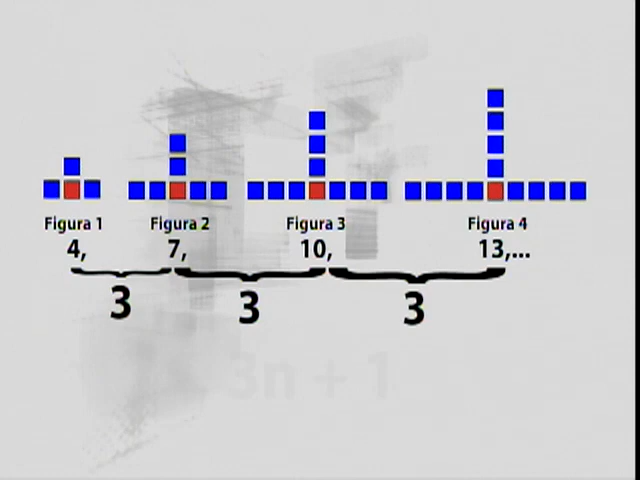 Figura 1 Figura 2 Figura 3 Figura 4
4, 7, 10, 13,...
3 3 3
3n + 1